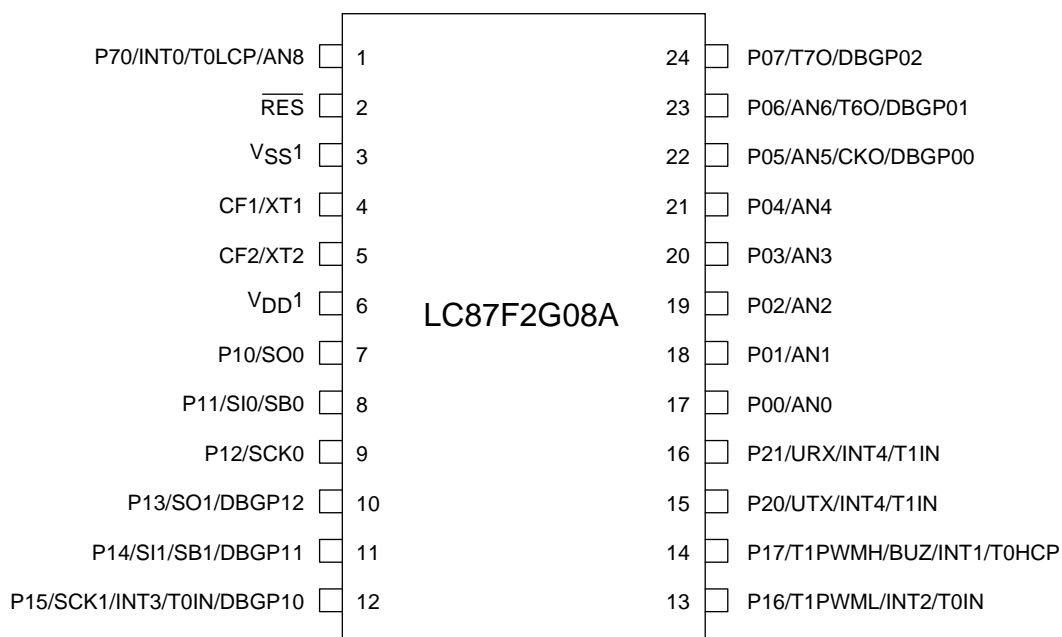 P70/INT0/T0LCP/AN8 1 24 P07/T7O/DBGP02
RES 2 23 P06/AN6/T6O/DBGP01
VSS1 3 22 P05/AN5/CKO/DBGP00
CF1/XT1 4 21 P04/AN4
CF2/XT2 5 20 P03/AN3
VDD1 6 19 P02/AN2
LC87F2G08A
P10/SO0 7 18 P01/AN1
P11/SI0/SB0 8 17 P00/AN0
P12/SCK0 9 16 P21/URX/INT4/T1IN
P13/SO1/DBGP12 10 15 P20/UTX/INT4/T1IN
P14/SI1/SB1/DBGP11 11 14 P17/T1PWMH/BUZ/INT1/T0HCP
P15/SCK1/INT3/T0IN/DBGP10 12 13 P16/T1PWML/INT2/T0IN